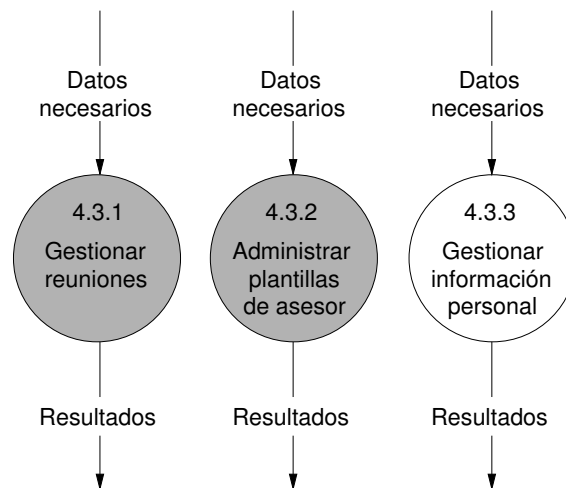 Datos
necesarios
Datos
necesarios
Datos
necesarios
4.3.1
Gestionar
reuniones
4.3.2
Administrar
plantillas
de asesor
4.3.3
Gestionar
información
personal
Resultados
Resultados
Resultados